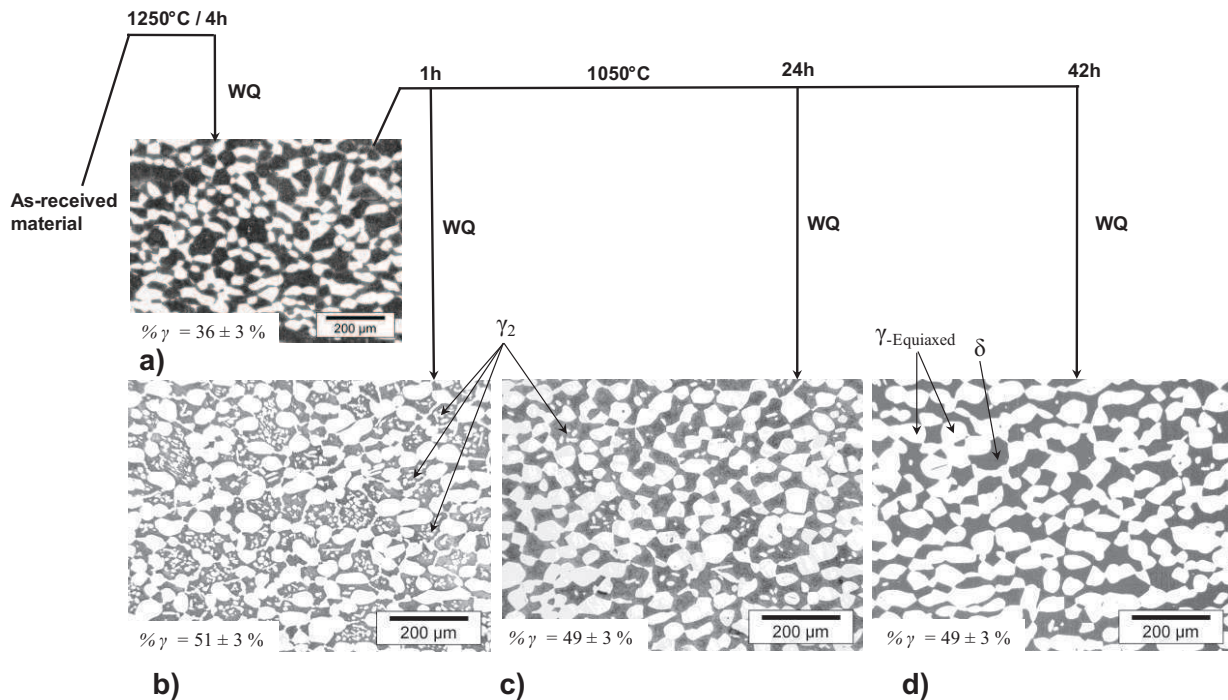 1250°C / 4h
WQ
1h
1050°C
24h
42h
As-received
material
WQ
WQ
WQ
200 µm
% γ = 36 ± 3 %
a)
γ2
γ-Equiaxed
δ
200 µm
% γ = 51 ± 3 %
200 µm
% γ = 49 ± 3 %
200 µm
% γ = 49 ± 3 %
b)
c)
d)